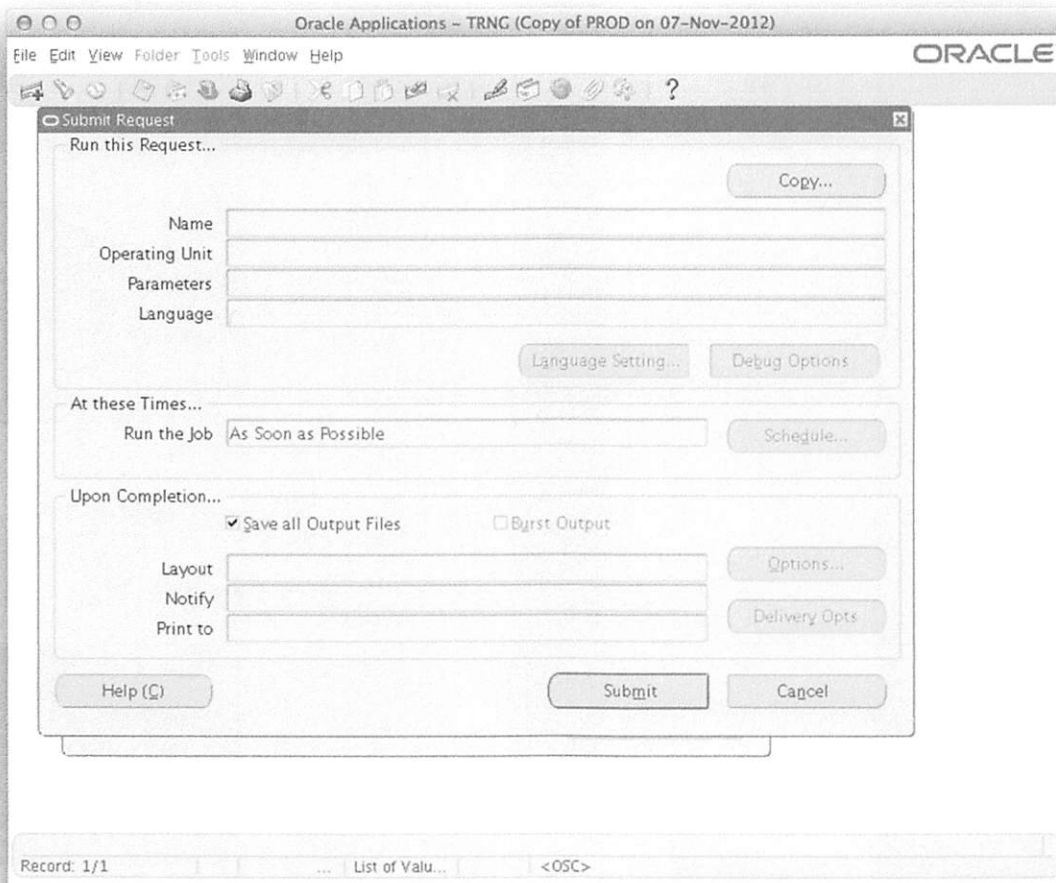 Oracle Applications – TRNG (Copy of PROD on 07-Nov-2012)
File Edit View Folder Tools Window Help
ORACLE
?
Submit Request
Run this Request...
Copy...
Name
Operating Unit
Parameters
Language
Language Setting...
Debug Options
At these Times...
Run the Job As Soon as Possible
Schedule...
Upon Completion...
Save all Output Files
Burst Output
Layout
Options...
Notify
Delivery Opts
Print to
Help (C)
Submit
Cancel
Record: 1/1 ... List of Valu... <OSC>